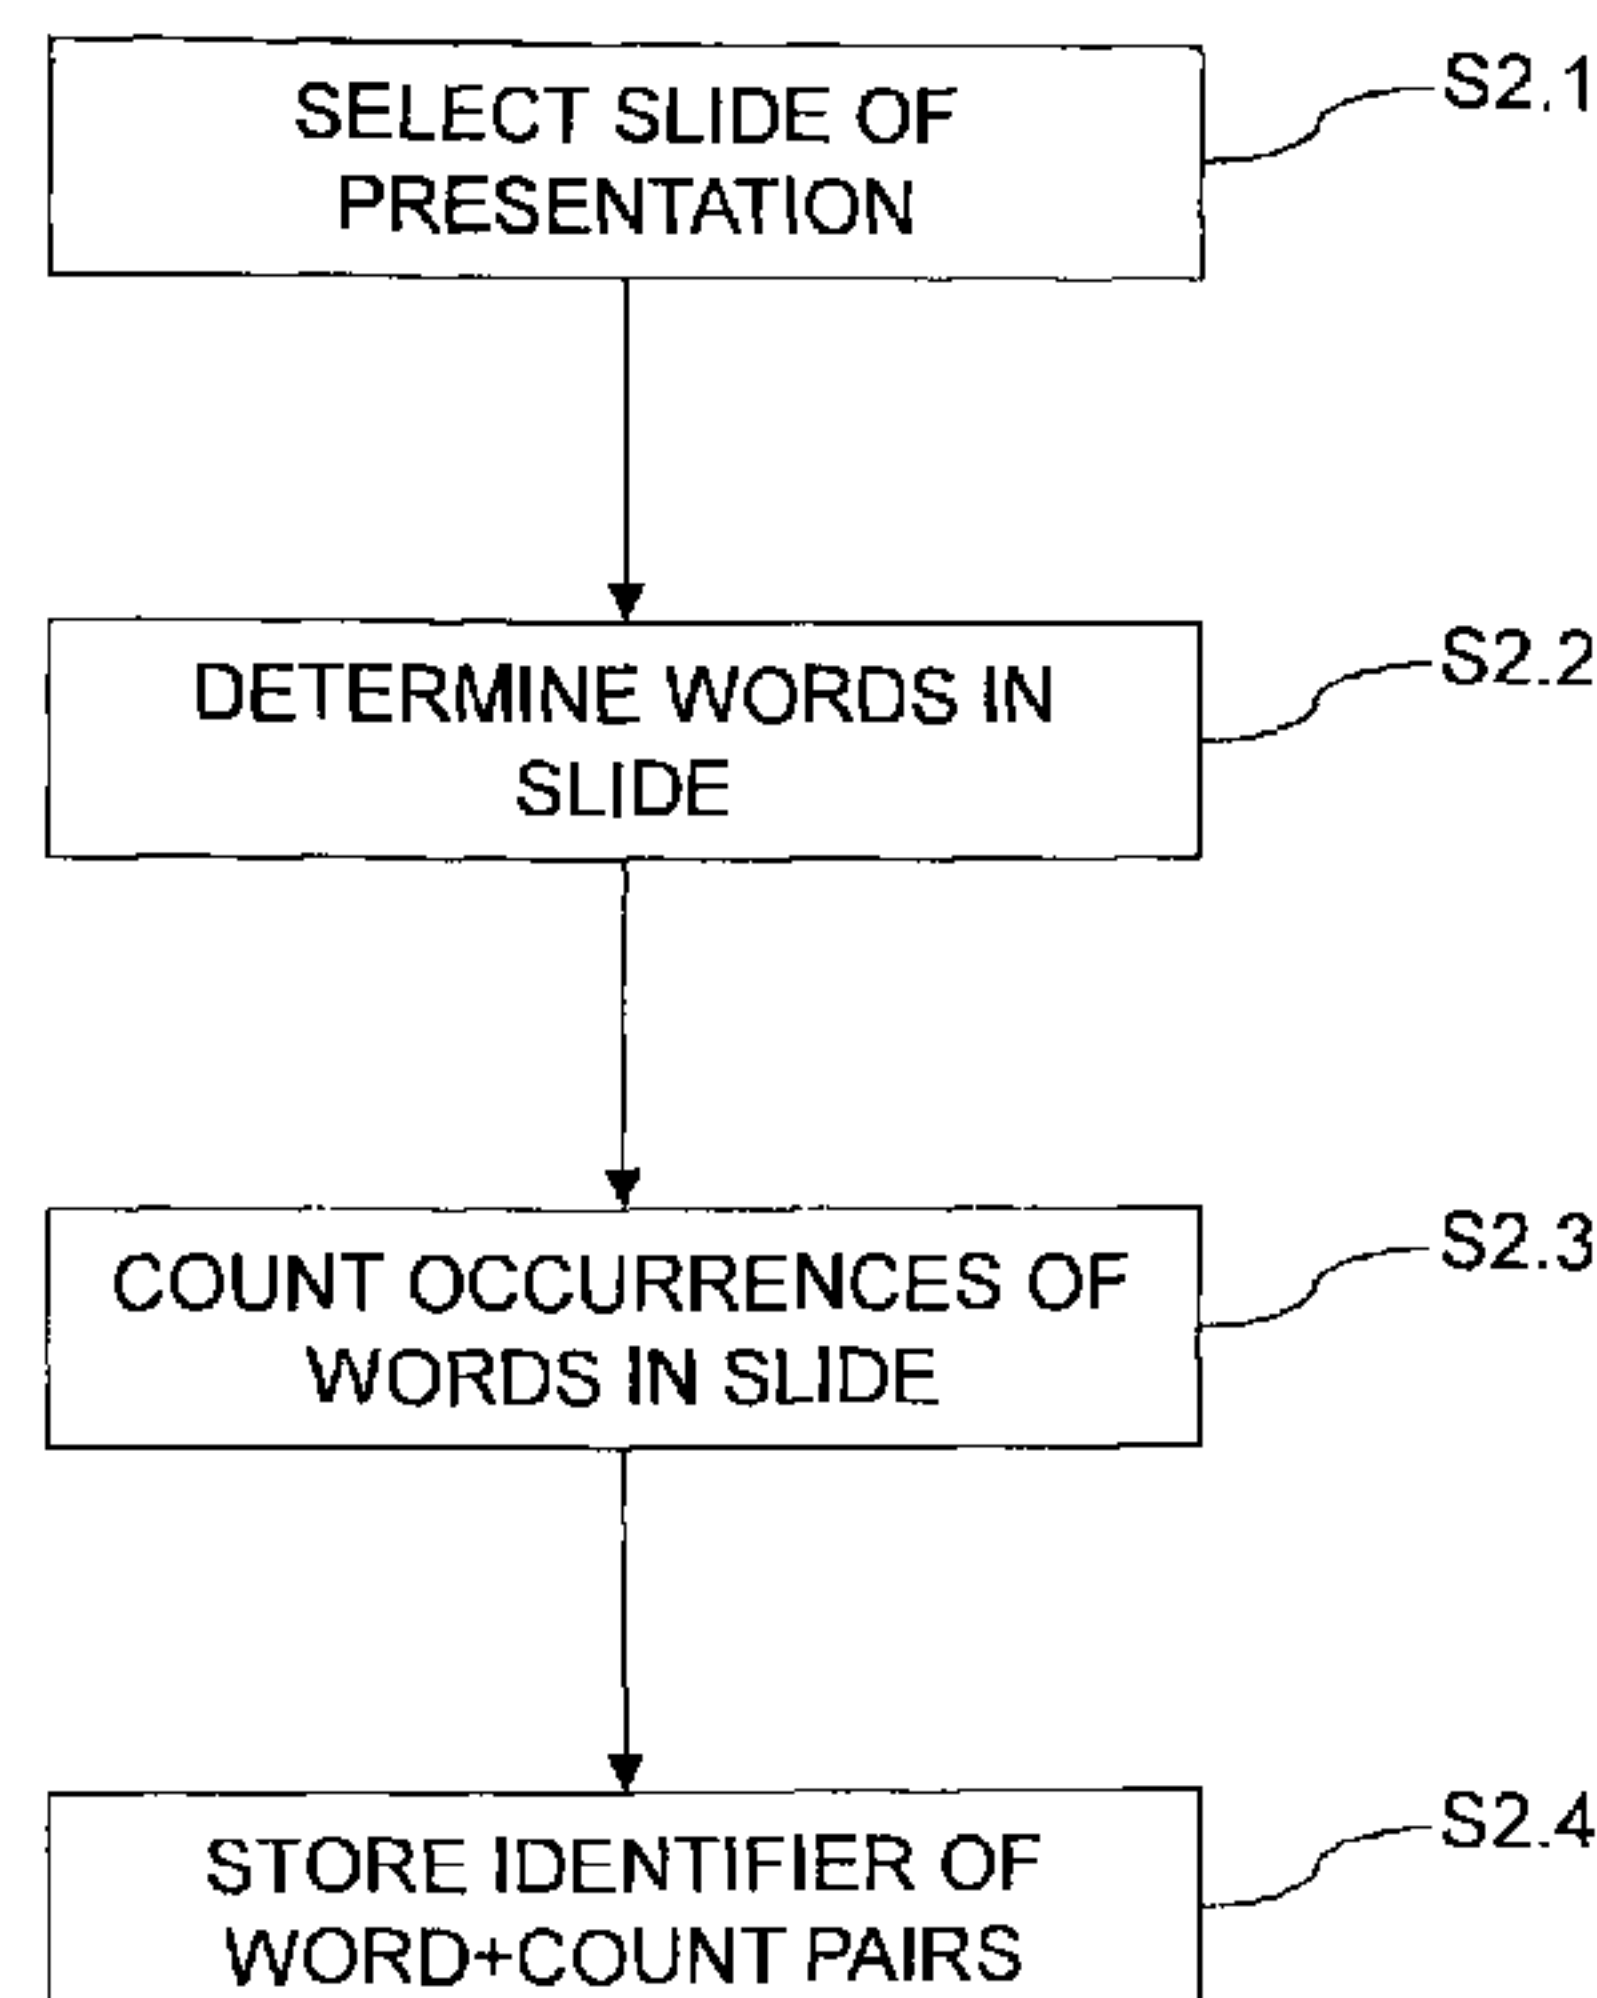 SELECT SLIDE OF
PRESENTATION
S2.1
DETERMINE WORDS IN
SLIDE
S2.2
COUNT OCCURRENCES OF
WORDS IN SLIDE
S2.3
STORE IDENTIFIER OF
WORD+COUNT PAIRS
S2.4